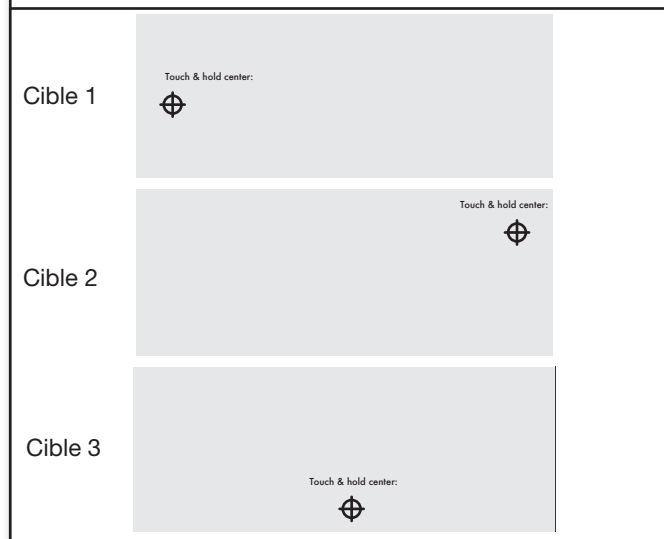 Touch & hold center:
Cible 1
Touch & hold center:
Cible 2
Touch & hold center:
Cible 3